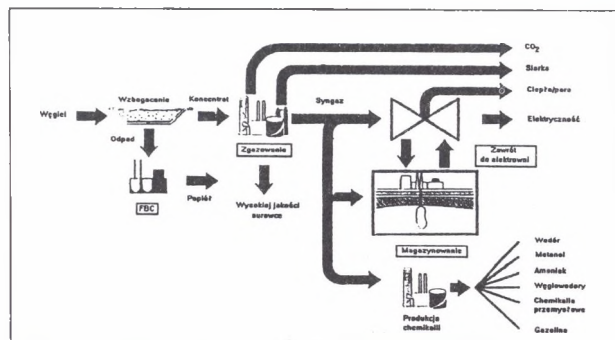 CO₂
Siarka
Ciepło/para
Elektryczność
Węgiel
Wzbogacanie
Koncentrat
Syngaz
Odpad
Zgazowanie
Zawrót
do elektrowni
FBC
Popiół
Wysokiej jakości
surowce
Magazynowanie
Wodór
Metanol
Amoniak
Węglowodory
Chemikalia
przemysłowe
Gazolina
Produkcja
chemikalii